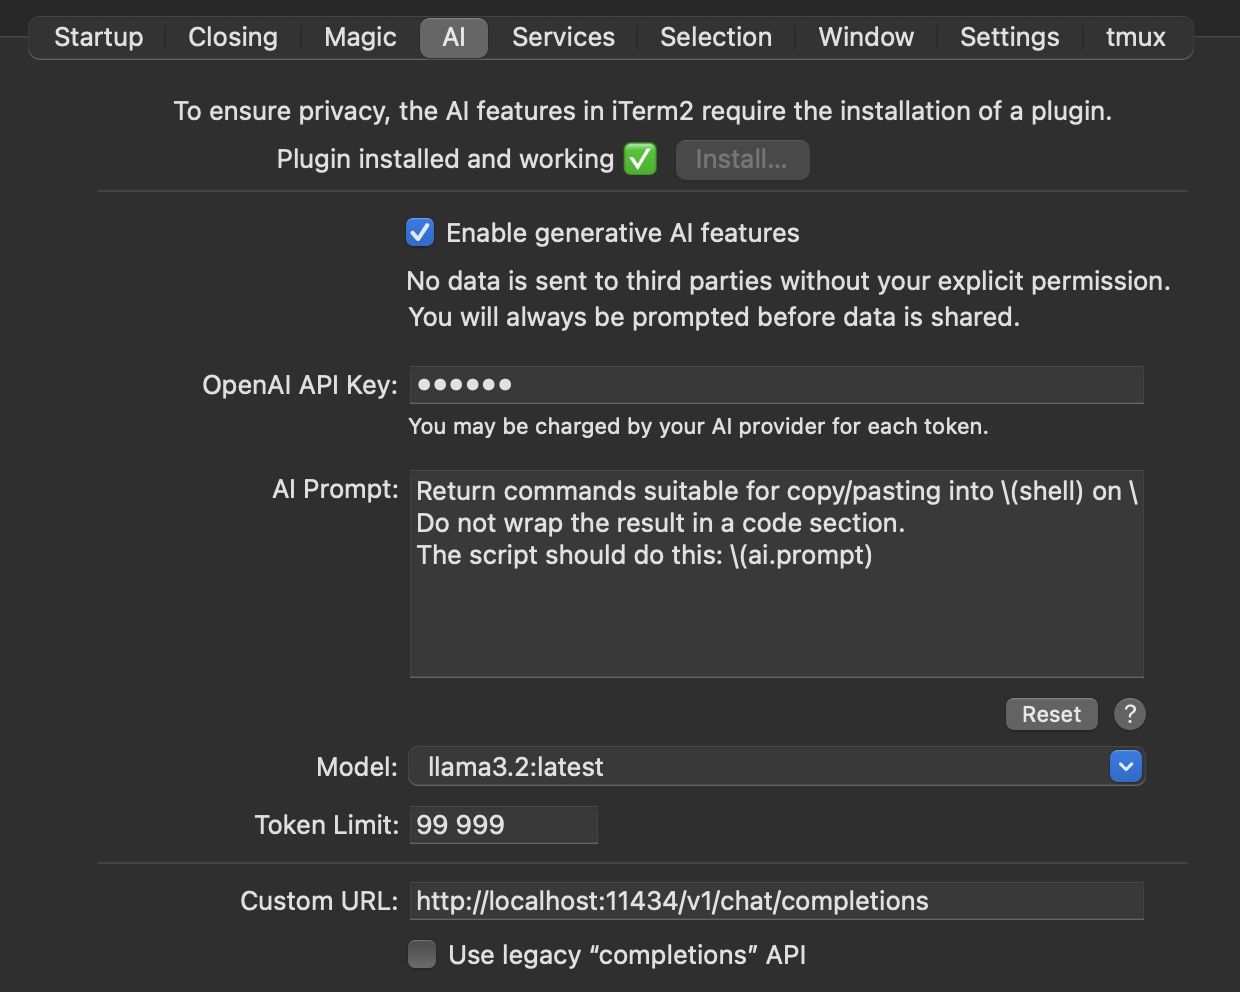 Startup Closing Magic AI Services Selection Window Settings tmux
To ensure privacy, the AI features in iTerm2 require the installation of a plugin.
Plugin installed and working ✅ Install...
Enable generative AI features
No data is sent to third parties without your explicit permission.
You will always be prompted before data is shared.
OpenAI API Key: ••••••
You may be charged by your AI provider for each token.
AI Prompt: Return commands suitable for copy/pasting into \(shell) on \
Do not wrap the result in a code section.
The script should do this: \(ai.prompt)
Reset ?
Model: llama3.2:latest
Token Limit: 99 999
Custom URL: http://localhost:11434/v1/chat/completions
Use legacy “completions” API